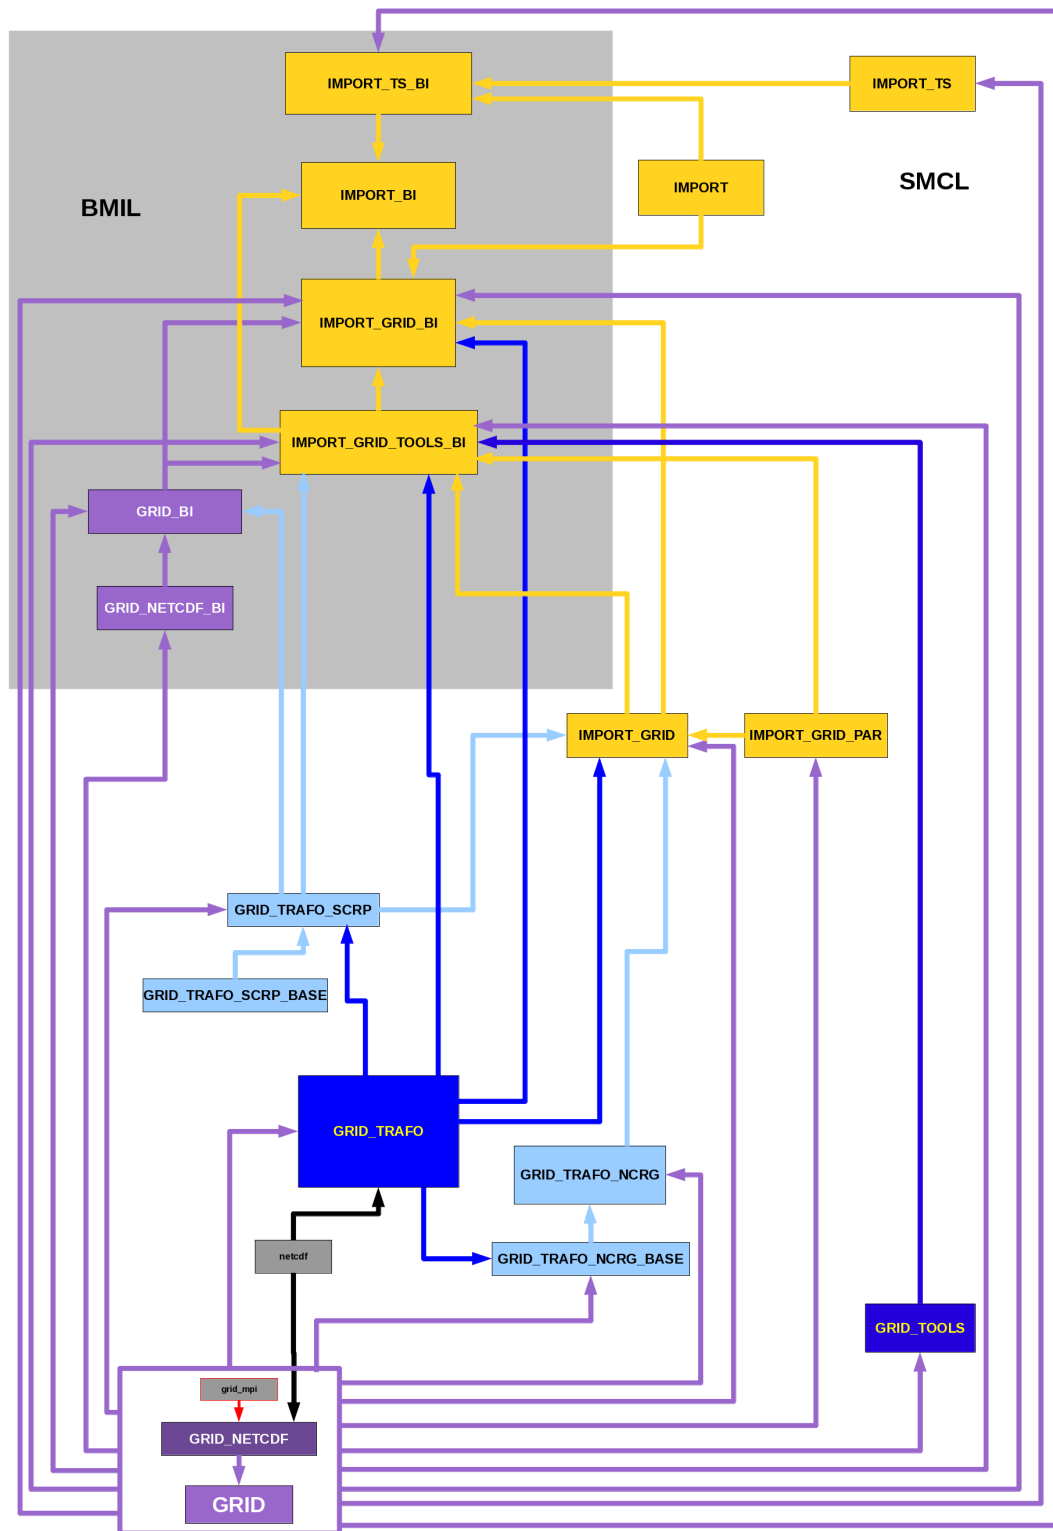 IMPORT_TS_BI
IMPORT_TS
IMPORT
SMCL
IMPORT_BI
BMIL
IMPORT_GRID_BI
IMPORT_GRID_TOOLS_BI
GRID_BI
GRID_NETCDF_BI
IMPORT_GRID
IMPORT_GRID_PAR
GRID_TRAFO_SCRP
GRID_TRAFO_SCRP_BASE
GRID_TRAFO
GRID_TRAFO_NCRG
netcdf
GRID_TRAFO_NCRG_BASE
GRID_TOOLS
grid_mpi
GRID_NETCDF
GRID